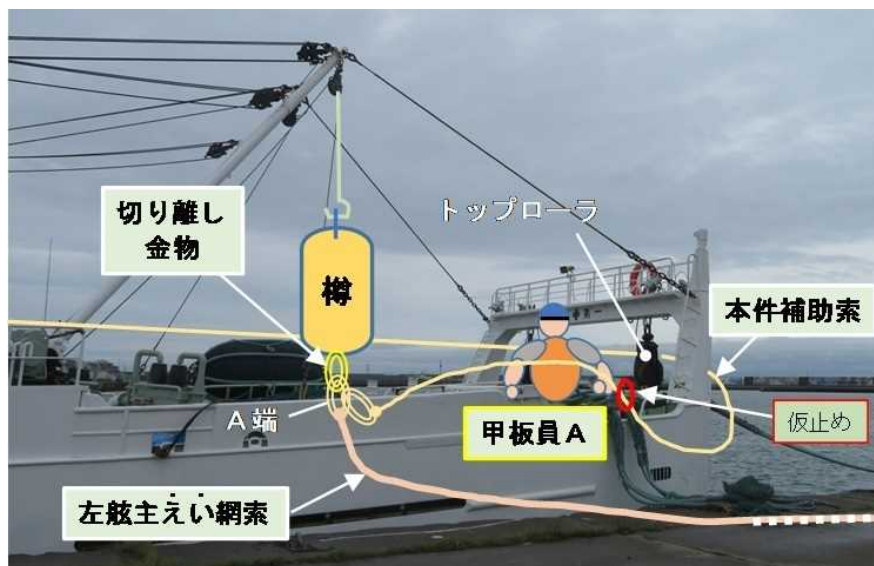 トップローラ
切り離し
金物
樽
本件補助索
Ａ端
甲板員Ａ
仮止め
左舷主えい網索